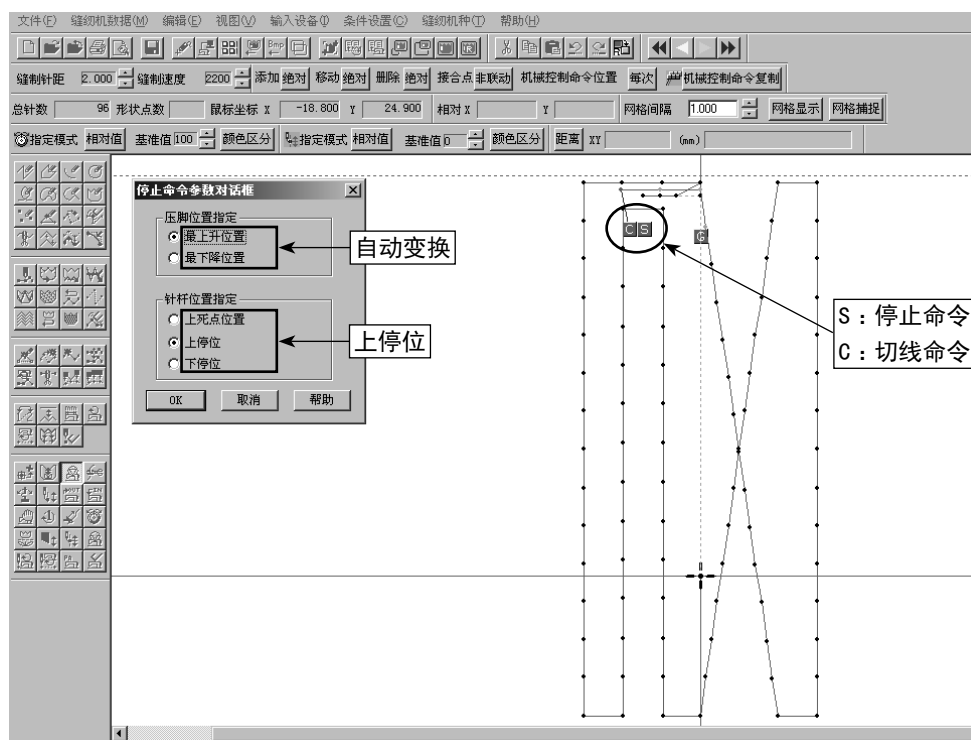 文件(F) 缝纫机数据(M) 编辑(E) 视图(V) 输入设备(I) 条件设置(C) 缝纫机种(T) 帮助(H)
缝制针距 2.000 缝制速度 2200 添加 绝对 移动 绝对 删除 绝对 接合点 非联动 机械控制命令位置 每次 机械控制命令复制
总针数 96 形状点数 鼠标坐标 X -18.800 Y 24.900 相对 X Y 网格间隔 1.000 网格显示 网格捕捉
指定模式 相对值 基准值 100 颜色区分 指定模式 相对值 基准值 0 颜色区分 距离 XY (mm)
停止命令参数对话框
压脚位置指定
最上升位置
最下降位置
自动变换
针杆位置指定
上死点位置
上停位
下停位
上停位
OK 取消 帮助
C S
G
S：停止命令
C：切线命令